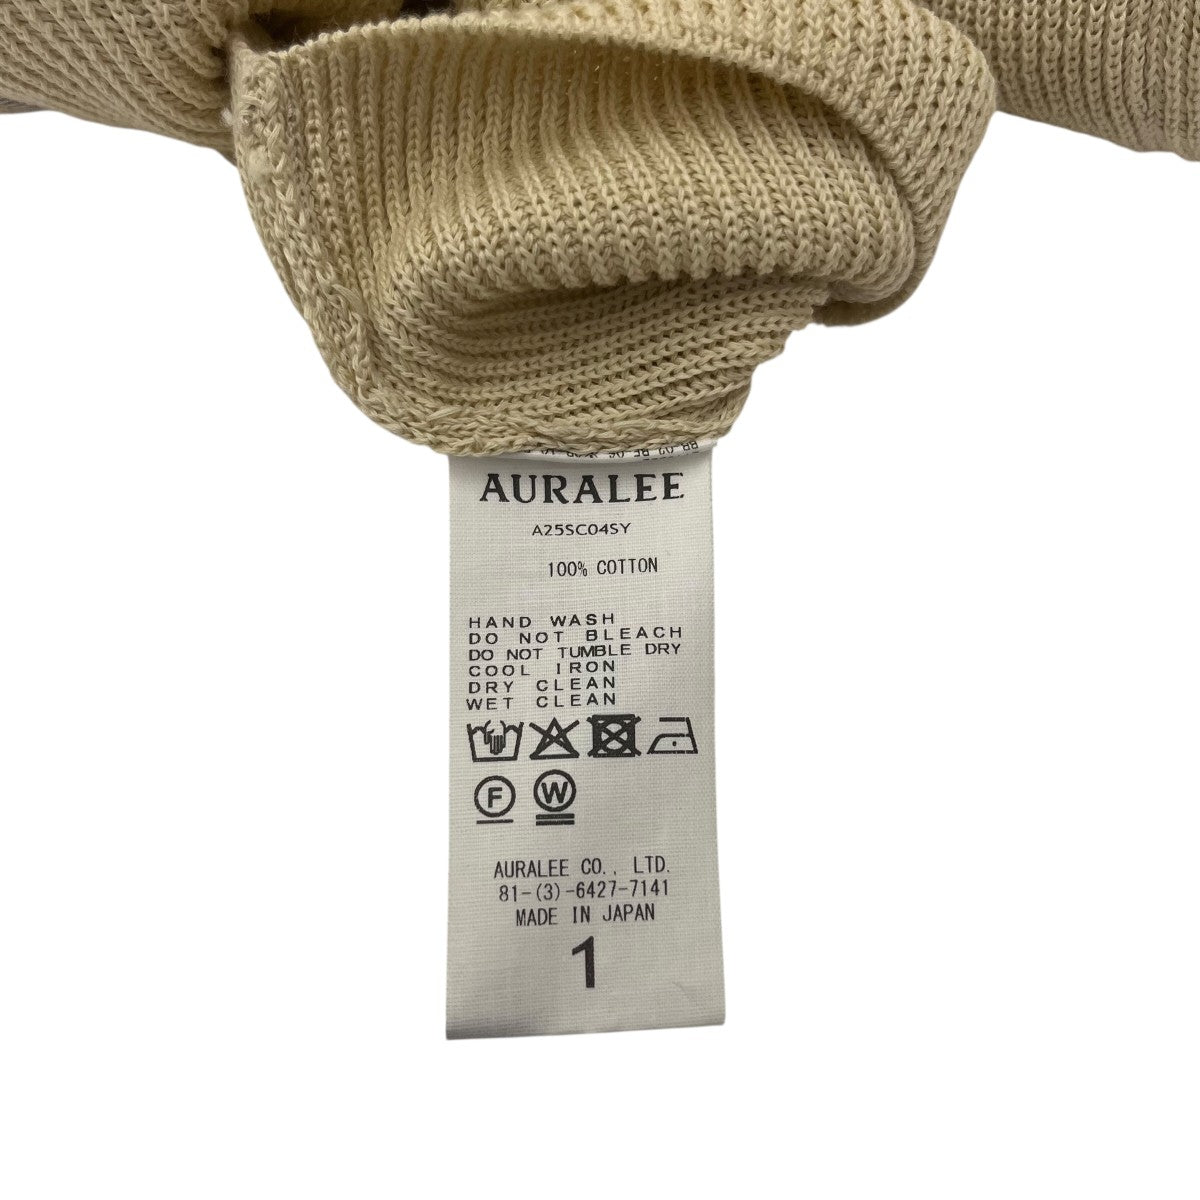 AURALEE
A25SC04SY
100% COTTON
HAND WASH
DO NOT BLEACH
DO NOT TUMBLE DRY
COOL IRON
DRY CLEAN
WET CLEAN
F W
AURALEE CO., LTD.
81-(3)-6427-7141
MADE IN JAPAN
1